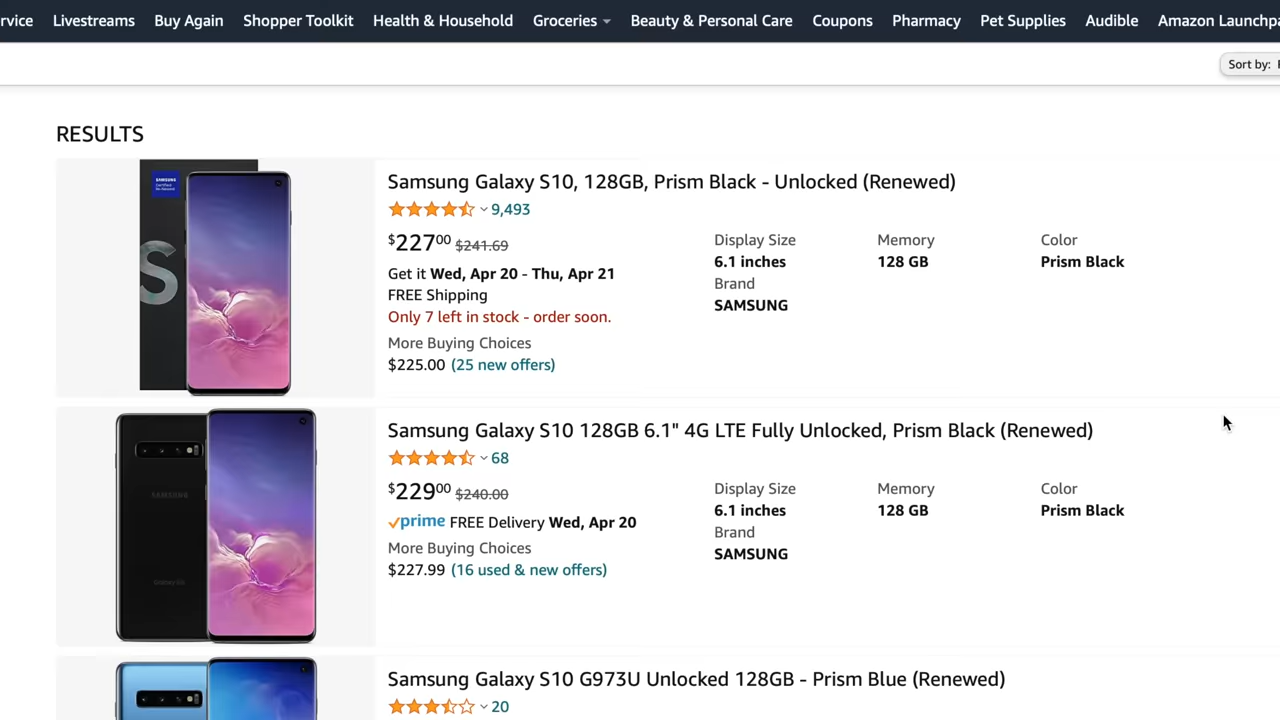 rvice Livestreams Buy Again Shopper Toolkit Health & Household Groceries Beauty & Personal Care Coupons Pharmacy Pet Supplies Audible Amazon Launchpa
Sort by:
RESULTS
SAMSUNG
S
Samsung Galaxy S10, 128GB, Prism Black - Unlocked (Renewed)
9,493
$22700 $241.69
Get it Wed, Apr 20 - Thu, Apr 21
FREE Shipping
Only 7 left in stock - order soon.
More Buying Choices
$225.00 (25 new offers)
Display Size
6.1 inches
Memory
128 GB
Color
Prism Black
Brand
SAMSUNG
SAMSUNG
Samsung Galaxy S10 128GB 6.1" 4G LTE Fully Unlocked, Prism Black (Renewed)
68
$22900 $240.00
prime FREE Delivery Wed, Apr 20
More Buying Choices
$227.99 (16 used & new offers)
Display Size
6.1 inches
Memory
128 GB
Color
Prism Black
Brand
SAMSUNG
Samsung Galaxy S10 G973U Unlocked 128GB - Prism Blue (Renewed)
20